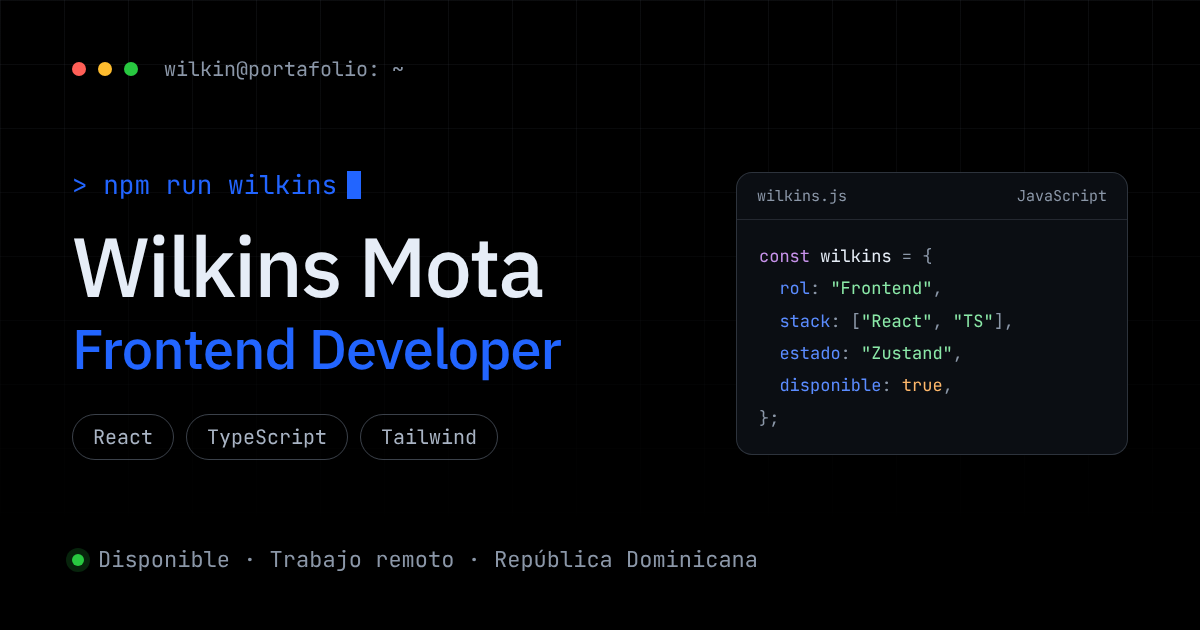 wilkin@portafolio: ~
> npm run wilkins
Wilkins Mota
Frontend Developer
React
TypeScript
Tailwind
wilkins.js
JavaScript
const wilkins = {
  rol: "Frontend",
  stack: ["React", "TS"],
  estado: "Zustand",
  disponible: true,
};
Disponible · Trabajo remoto · República Dominicana